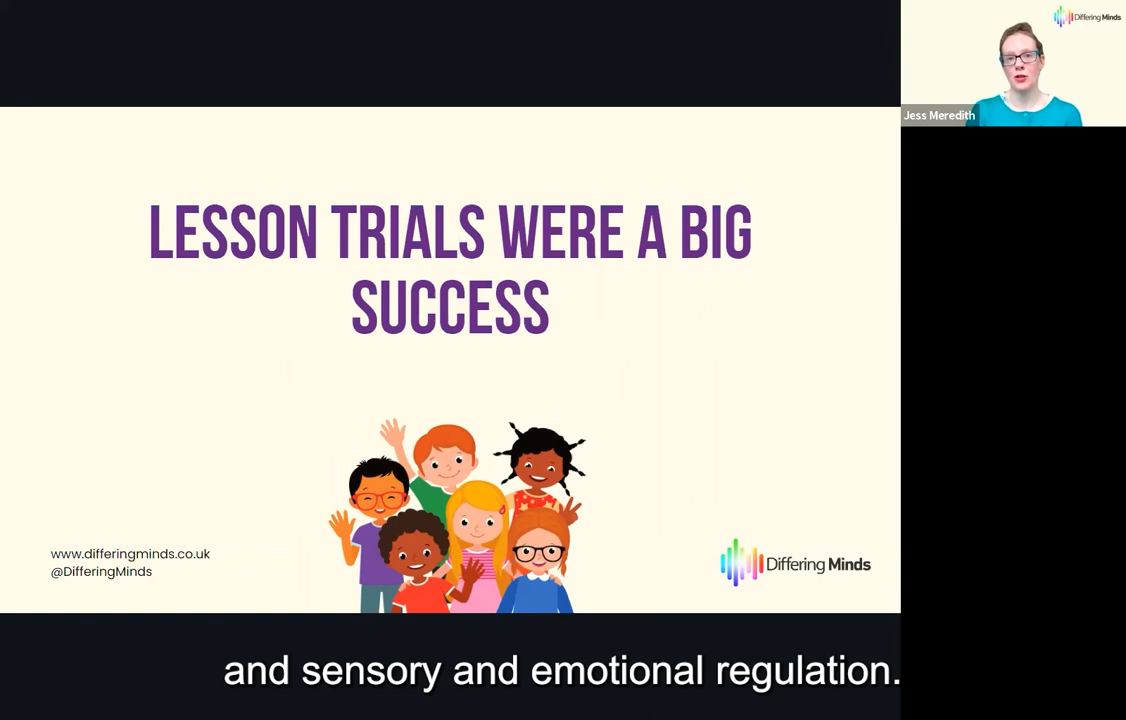 Differing Minds
Jess Meredith
LESSON TRIALS WERE A BIG
SUCCESS
www.differingminds.co.uk
@DifferingMinds
Differing Minds
and sensory and emotional regulation.